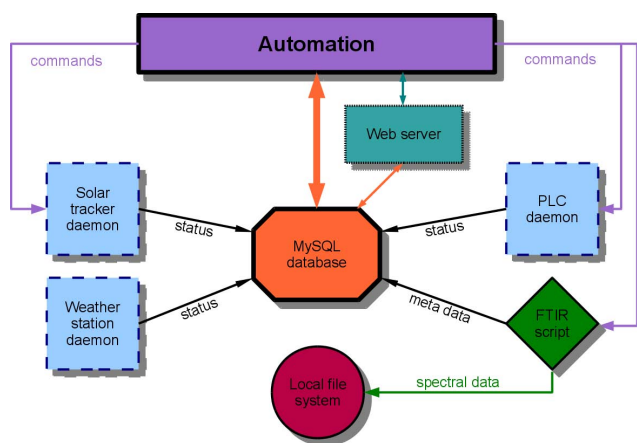 Automation
commands
commands
Web server
Solar
tracker
daemon
PLC
daemon
status
status
MySQL
database
Weather
station
daemon
status
meta data
FTIR
script
Local file
system
spectral data